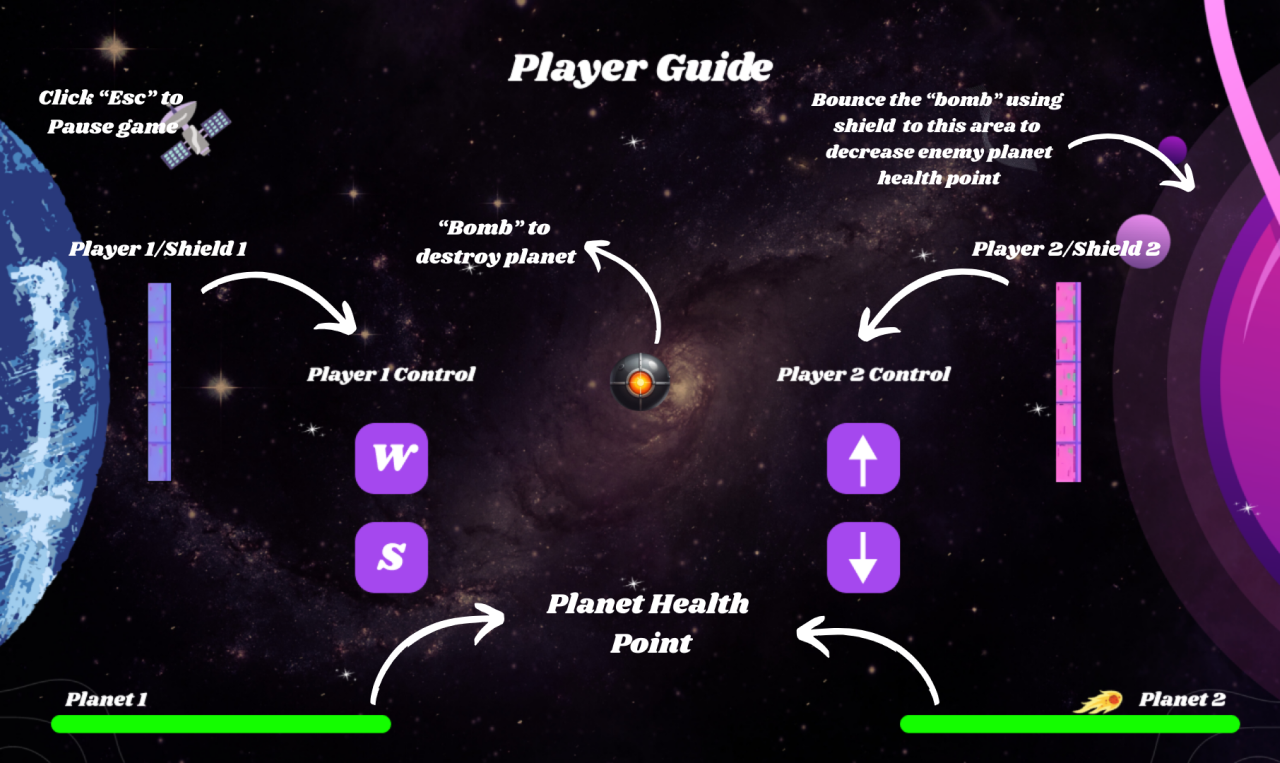 Player Guide
Click “Esc” to
Pause game
Bounce the “bomb” using
shield to this area to
decrease enemy planet
health point
“Bomb” to
destroy planet
Player 1/Shield 1
Player 2/Shield 2
Player 1 Control
Player 2 Control
W
S
Planet Health
Point
Planet 1
Planet 2